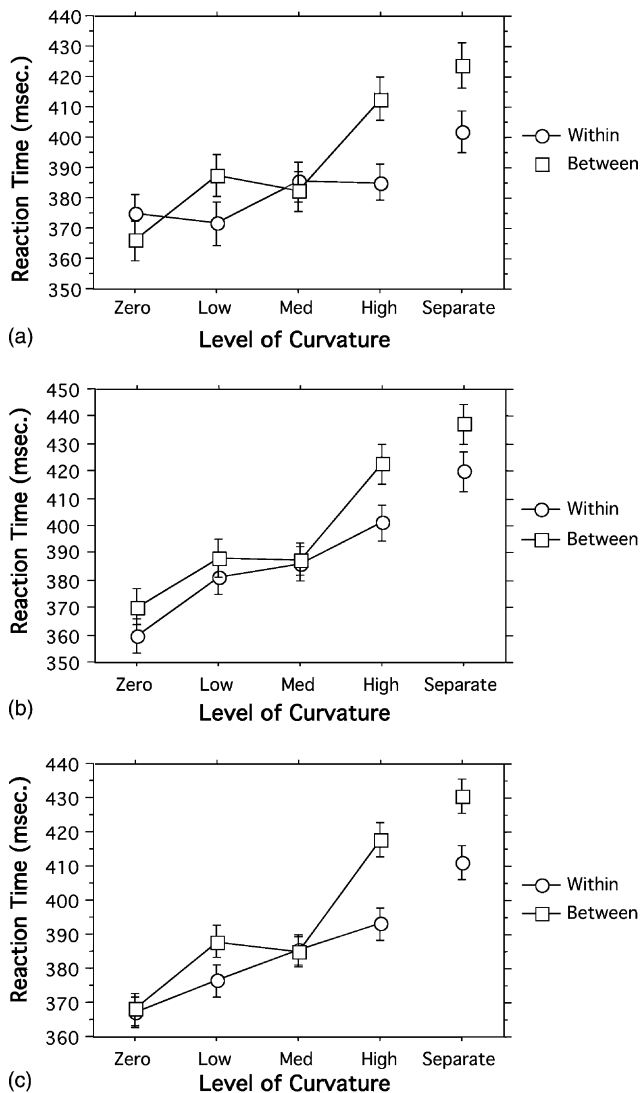 440
430
420
410
400
390
380
370
360
350
Reaction Time (msec.)
Zero Low Med High Separate
Level of Curvature
Within
Between
(a)
450
440
430
420
410
400
390
380
370
360
350
Reaction Time (msec.)
Zero Low Med High Separate
Level of Curvature
Within
Between
(b)
440
430
420
410
400
390
380
370
360
Reaction Time (msec.)
Zero Low Med High Separate
Level of Curvature
Within
Between
(c)